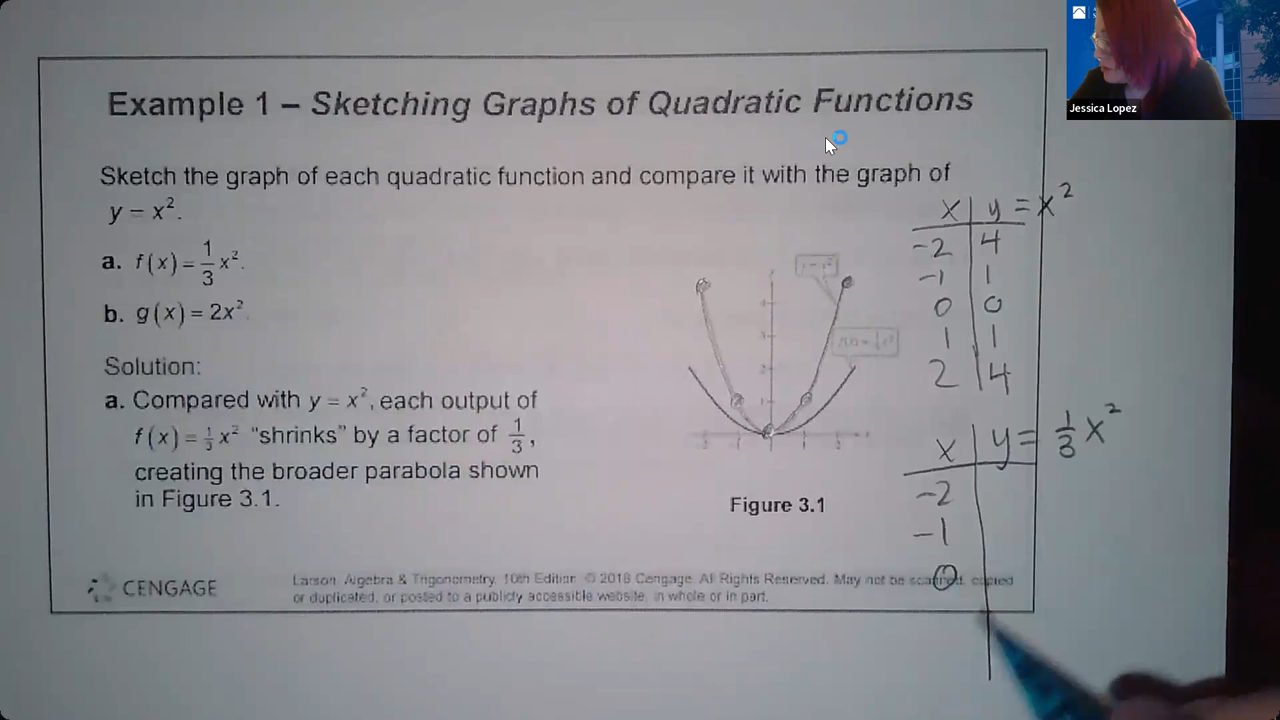 Jessica Lopez
Example 1 – Sketching Graphs of Quadratic Functions
Sketch the graph of each quadratic function and compare it with the graph of
y = x².
a. f(x) = 1/3 x².
b. g(x) = 2x²
Solution:
a. Compared with y = x², each output of
f(x) = 1/3 x² “shrinks” by a factor of 1/3,
creating the broader parabola shown
in Figure 3.1.
y = x²
f(x) = 1/3 x²
Figure 3.1
x | y = x²
-2 | 4
-1 | 1
0 | 0
1 | 1
2 | 4
x | y = 1/3 x²
-2
-1
0
CENGAGE
Larson, Algebra & Trigonometry, 10th Edition. © 2018 Cengage. All Rights Reserved. May not be scanned, copied
or duplicated, or posted to a publicly accessible website, in whole or in part.